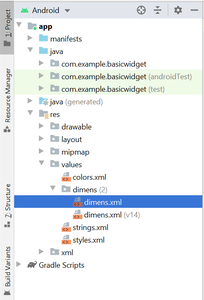 1: Project
Resource Manager
2: Structure
Build Variants
Android
app
manifests
java
com.example.basicwidget
com.example.basicwidget (androidTest)
com.example.basicwidget (test)
java (generated)
res
drawable
layout
mipmap
values
colors.xml
dimens (2)
dimens.xml
dimens.xml (v14)
strings.xml
styles.xml
xml
Gradle Scripts